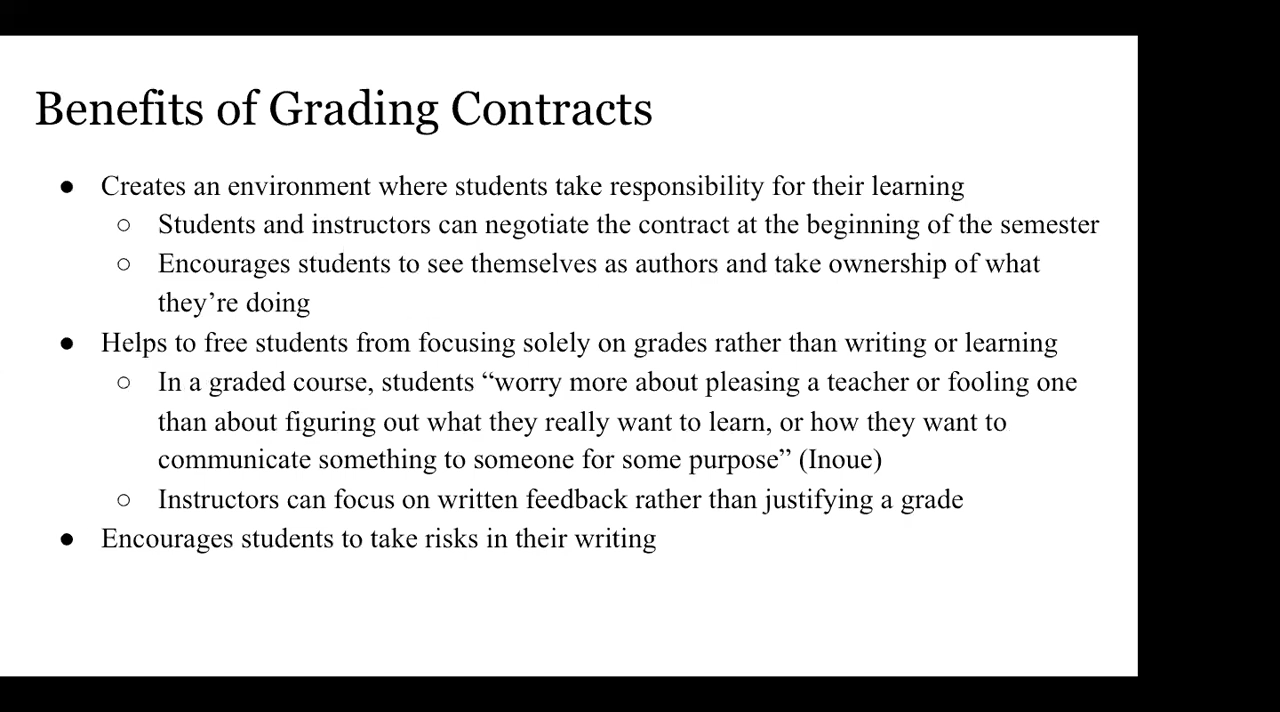 Benefits of Grading Contracts
● Creates an environment where students take responsibility for their learning
○ Students and instructors can negotiate the contract at the beginning of the semester
○ Encourages students to see themselves as authors and take ownership of what
they’re doing
● Helps to free students from focusing solely on grades rather than writing or learning
○ In a graded course, students “worry more about pleasing a teacher or fooling one
than about figuring out what they really want to learn, or how they want to
communicate something to someone for some purpose” (Inoue)
○ Instructors can focus on written feedback rather than justifying a grade
● Encourages students to take risks in their writing